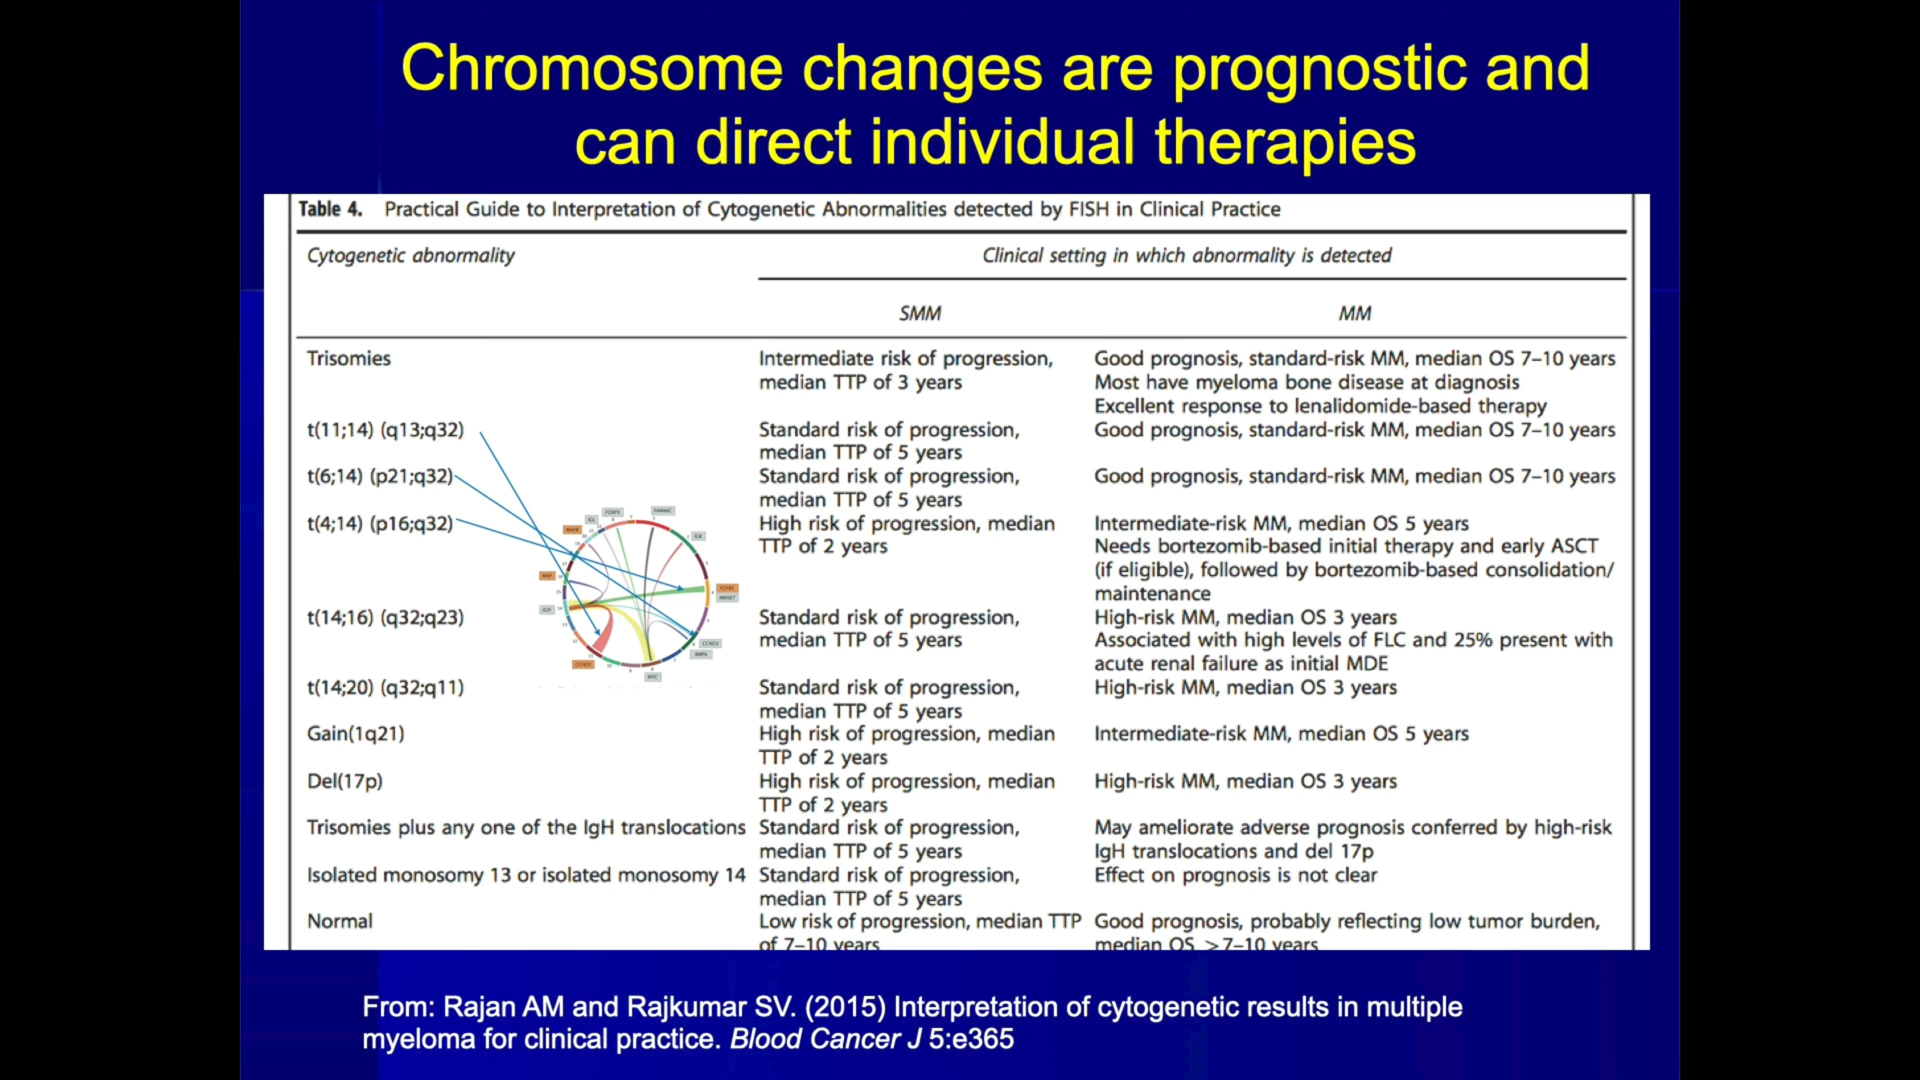 Chromosome changes are prognostic and
can direct individual therapies
Table 4. Practical Guide to Interpretation of Cytogenetic Abnormalities detected by FISH in Clinical Practice
Cytogenetic abnormality
Clinical setting in which abnormality is detected
SMM
MM
Trisomies
Intermediate risk of progression,
median TTP of 3 years
Good prognosis, standard-risk MM, median OS 7–10 years
Most have myeloma bone disease at diagnosis
Excellent response to lenalidomide-based therapy
t(11;14) (q13;q32)
Standard risk of progression,
median TTP of 5 years
Good prognosis, standard-risk MM, median OS 7–10 years
t(6;14) (p21;q32)
Standard risk of progression,
median TTP of 5 years
Good prognosis, standard-risk MM, median OS 7–10 years
t(4;14) (p16;q32)
High risk of progression, median
TTP of 2 years
Intermediate-risk MM, median OS 5 years
Needs bortezomib-based initial therapy and early ASCT
(if eligible), followed by bortezomib-based consolidation/
maintenance
t(14;16) (q32;q23)
Standard risk of progression,
median TTP of 5 years
High-risk MM, median OS 3 years
Associated with high levels of FLC and 25% present with
acute renal failure as initial MDE
t(14;20) (q32;q11)
Standard risk of progression,
median TTP of 5 years
High-risk MM, median OS 3 years
Gain(1q21)
High risk of progression, median
TTP of 2 years
Intermediate-risk MM, median OS 5 years
Del(17p)
High risk of progression, median
TTP of 2 years
High-risk MM, median OS 3 years
Trisomies plus any one of the IgH translocations
Standard risk of progression,
median TTP of 5 years
May ameliorate adverse prognosis conferred by high-risk
IgH translocations and del 17p
Isolated monosomy 13 or isolated monosomy 14
Standard risk of progression,
median TTP of 5 years
Effect on prognosis is not clear
Normal
Low risk of progression, median TTP
of 7–10 years
Good prognosis, probably reflecting low tumor burden,
median OS >7–10 years
MYC
From: Rajan AM and Rajkumar SV. (2015) Interpretation of cytogenetic results in multiple
myeloma for clinical practice. Blood Cancer J 5:e365